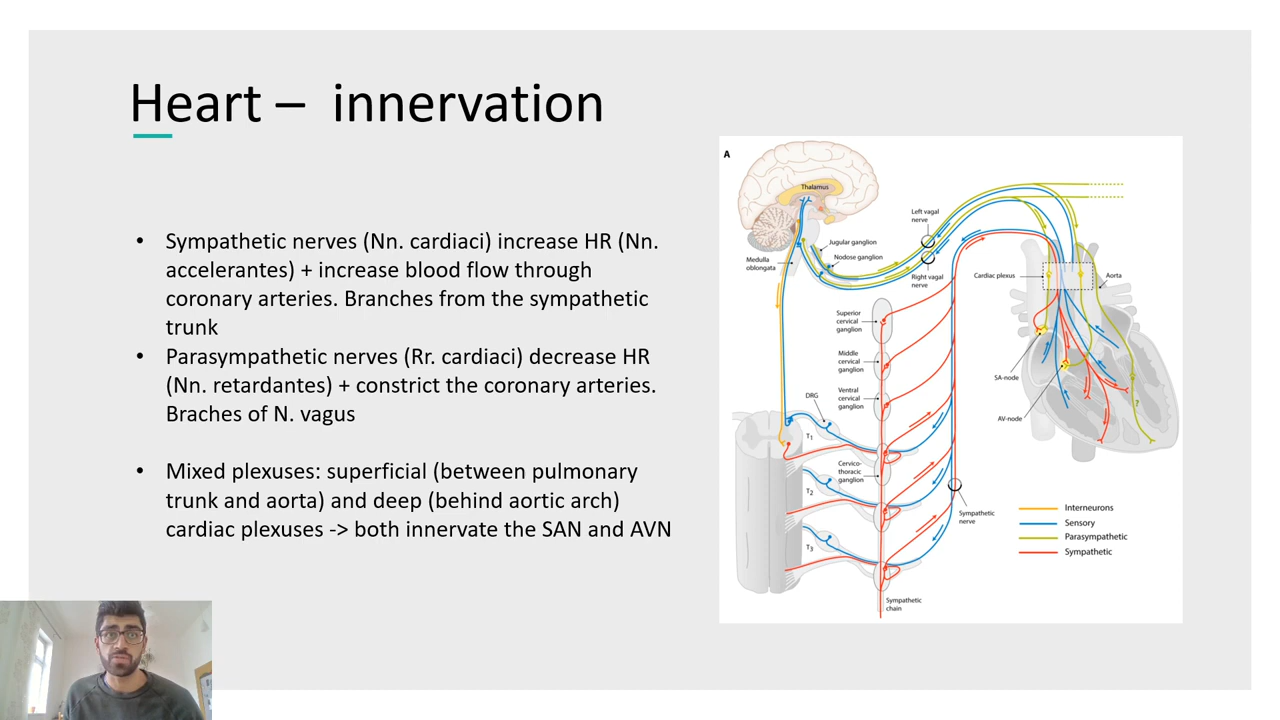 Heart – innervation
• Sympathetic nerves (Nn. cardiaci) increase HR (Nn.
accelerantes) + increase blood flow through
coronary arteries. Branches from the sympathetic
trunk
• Parasympathetic nerves (Rr. cardiaci) decrease HR
(Nn. retardantes) + constrict the coronary arteries.
Braches of N. vagus
• Mixed plexuses: superficial (between pulmonary
trunk and aorta) and deep (behind aortic arch)
cardiac plexuses -> both innervate the SAN and AVN
A
Thalamus
Jugular ganglion
Nodose ganglion
Medulla
oblongata
Left vagal
nerve
Right vagal
nerve
Cardiac plexus
Aorta
Superior
cervical
ganglion
Middle
cervical
ganglion
Ventral
cervical
ganglion
SA-node
AV-node
?
DRG
T1
Cervico-
thoracic
ganglion
T2
Sympathetic
nerve
T3
Sympathetic
chain
Interneurons
Sensory
Parasympathetic
Sympathetic